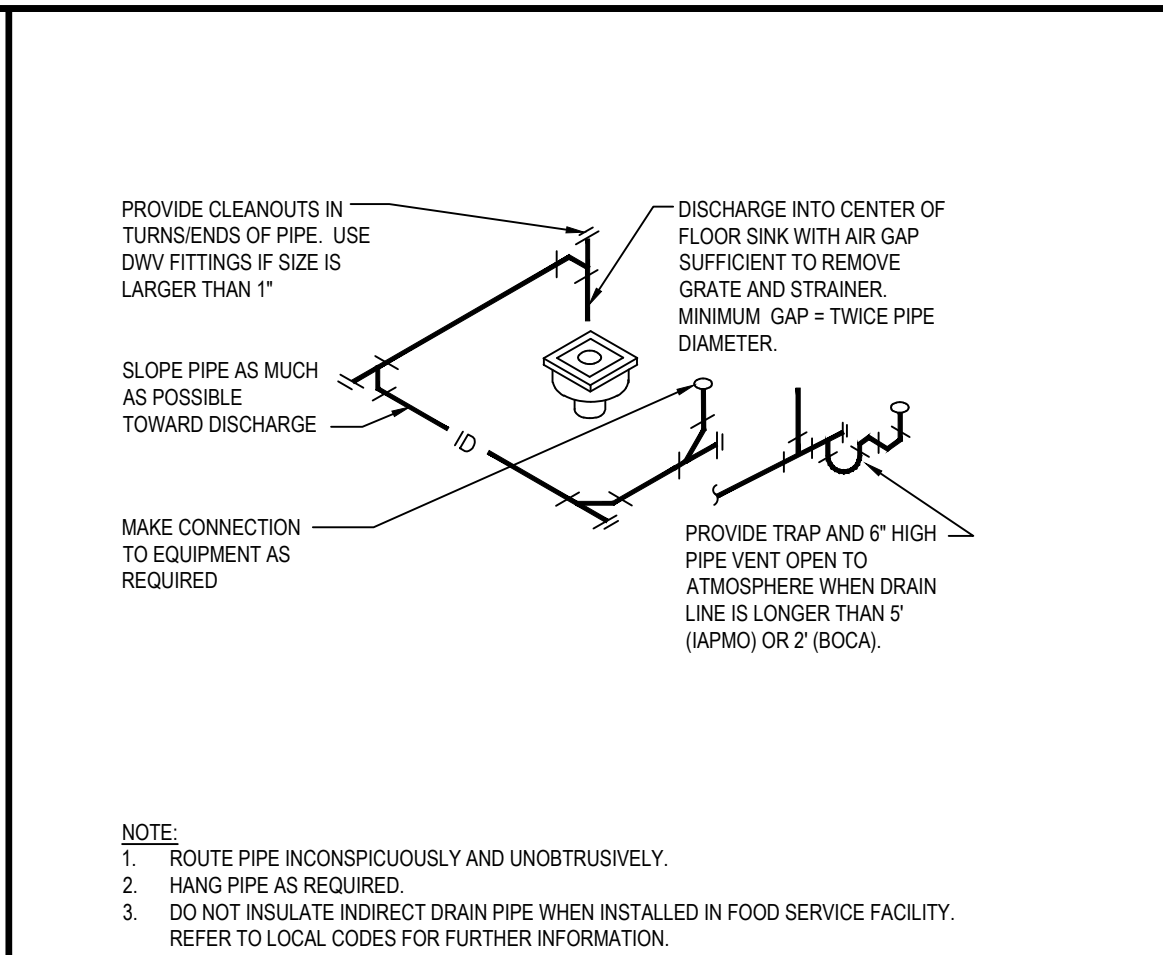 PROVIDE CLEANOUTS IN
TURNS/ENDS OF PIPE. USE
DWV FITTINGS IF SIZE IS
LARGER THAN 1"
DISCHARGE INTO CENTER OF
FLOOR SINK WITH AIR GAP
SUFFICIENT TO REMOVE
GRATE AND STRAINER.
MINIMUM GAP = TWICE PIPE
DIAMETER.
SLOPE PIPE AS MUCH
AS POSSIBLE
TOWARD DISCHARGE
ID
MAKE CONNECTION
TO EQUIPMENT AS
REQUIRED
PROVIDE TRAP AND 6" HIGH
PIPE VENT OPEN TO
ATMOSPHERE WHEN DRAIN
LINE IS LONGER THAN 5'
(IAPMO) OR 2' (BOCA).
NOTE:
1. ROUTE PIPE INCONSPICUOUSLY AND UNOBTRUSIVELY.
2. HANG PIPE AS REQUIRED.
3. DO NOT INSULATE INDIRECT DRAIN PIPE WHEN INSTALLED IN FOOD SERVICE FACILITY.
REFER TO LOCAL CODES FOR FURTHER INFORMATION.